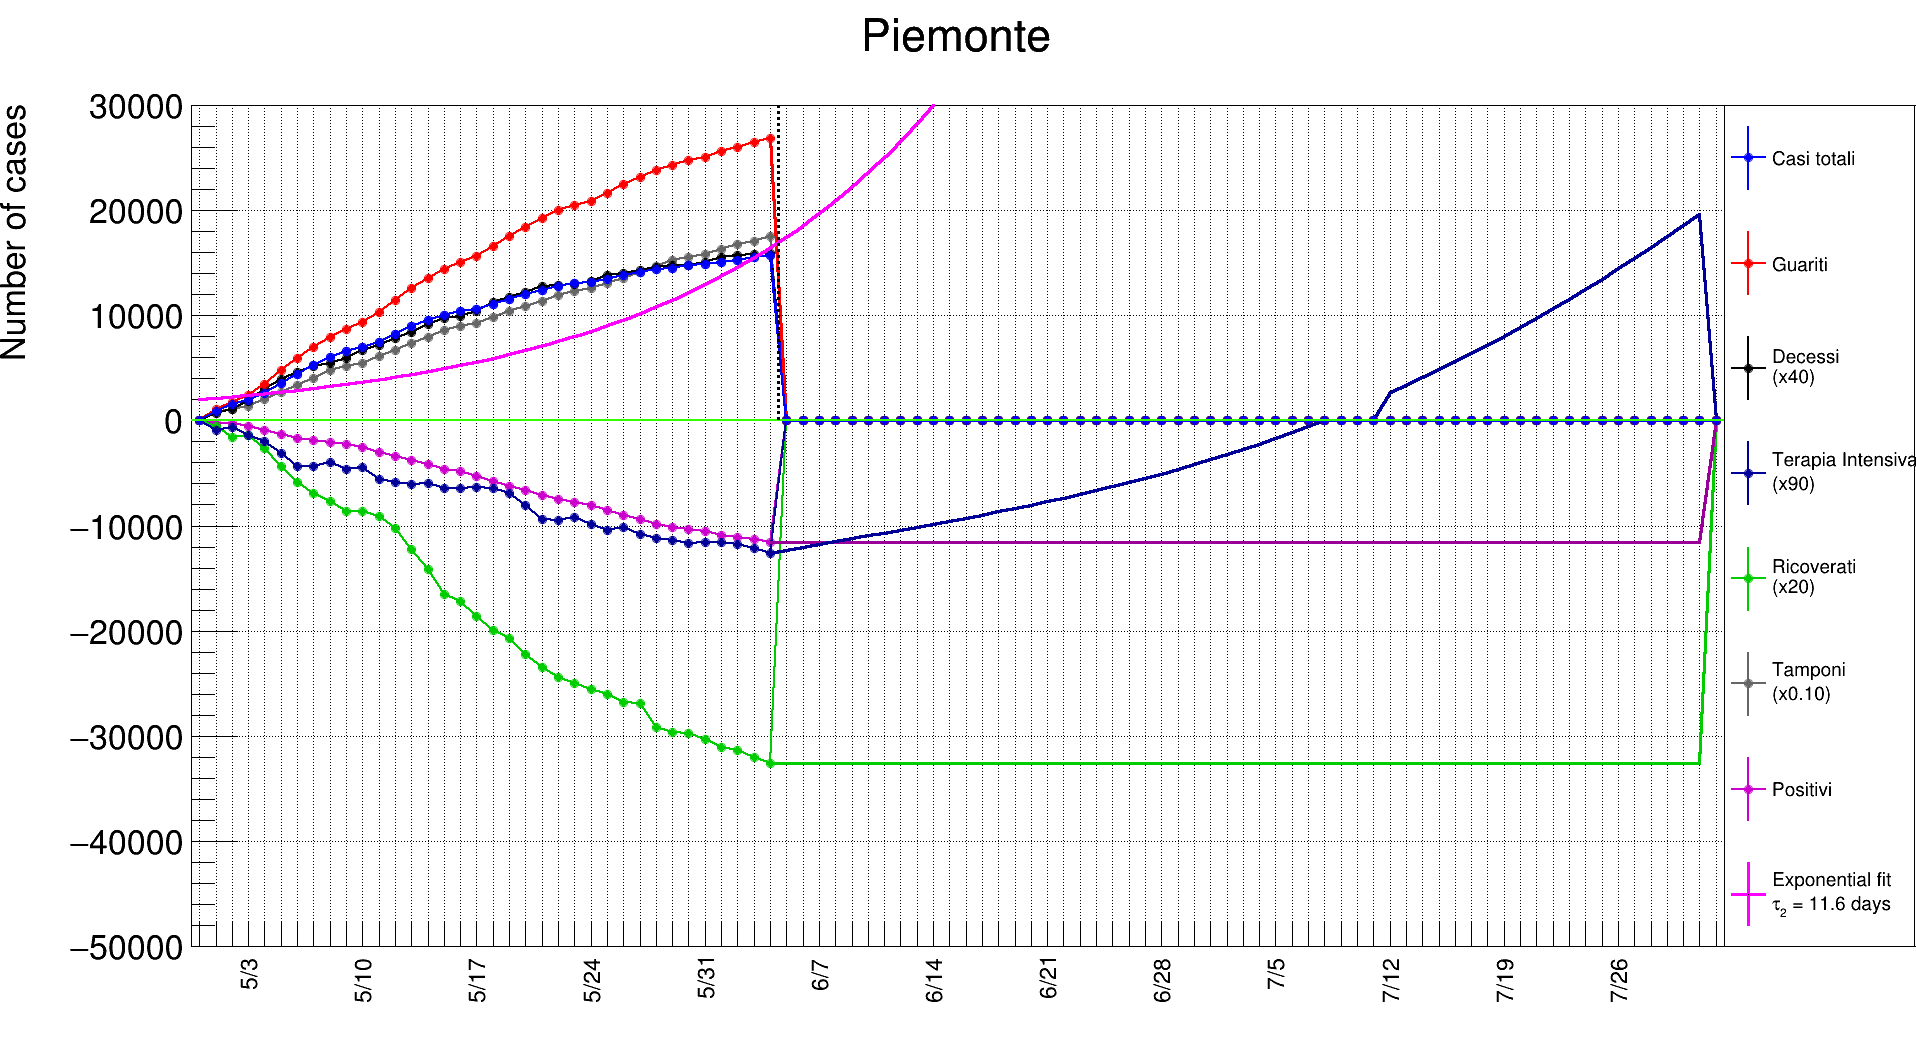 Piemonte
Number of cases
30000
20000
10000
0
−10000
−20000
−30000
−40000
−50000
5/3
5/10
5/17
5/24
5/31
6/7
6/14
6/21
6/28
7/5
7/12
7/19
7/26
Casi totali
Guariti
Decessi
(x40)
Terapia Intensiva
(x90)
Ricoverati
(x20)
Tamponi
(x0.10)
Positivi
Exponential fit
τ2 = 11.6 days